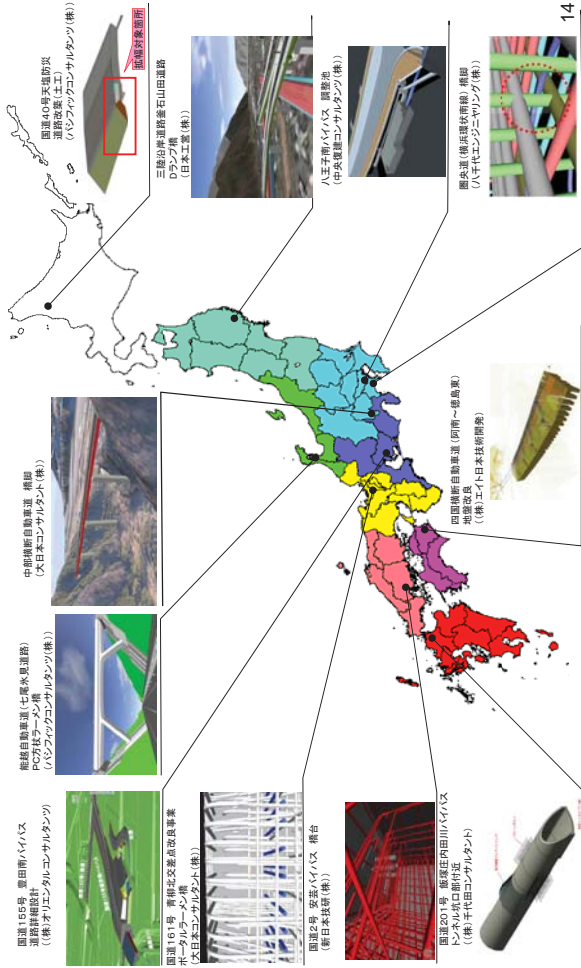 国道155号 豊田南バイパス
道路詳細設計
((株)オリエンタルコンサルタンツ)
能越自動車道(七尾氷見道路)
PC方杖ラーメン橋
(パシフィックコンサルタンツ(株))
中部横断自動車道 橋脚
(大日本コンサルタント(株))
国道40号天塩防災
道路改築(土工)
(パシフィックコンサルタンツ(株))
拡幅対象箇所
国道161号 青柳北交差点改良事業
ポータルラーメン橋
(大日本コンサルタント(株))
三陸沿岸道路釜石山田道路
Dランプ橋
(日本工営(株))
国道2号 安芸バイパス 橋台
(新日本技研(株))
八王子南バイパス 調整池
(中央復建コンサルタンツ(株))
国道201号 飯塚庄内田川バイパス
トンネル坑口部付近
((株)千代田コンサルタント)
四国横断自動車道(阿南～徳島東)
地盤改良
((株)エイト日本技術開発)
圏央道(横浜環状南線) 橋脚
(八千代エンジニヤリング(株))
14